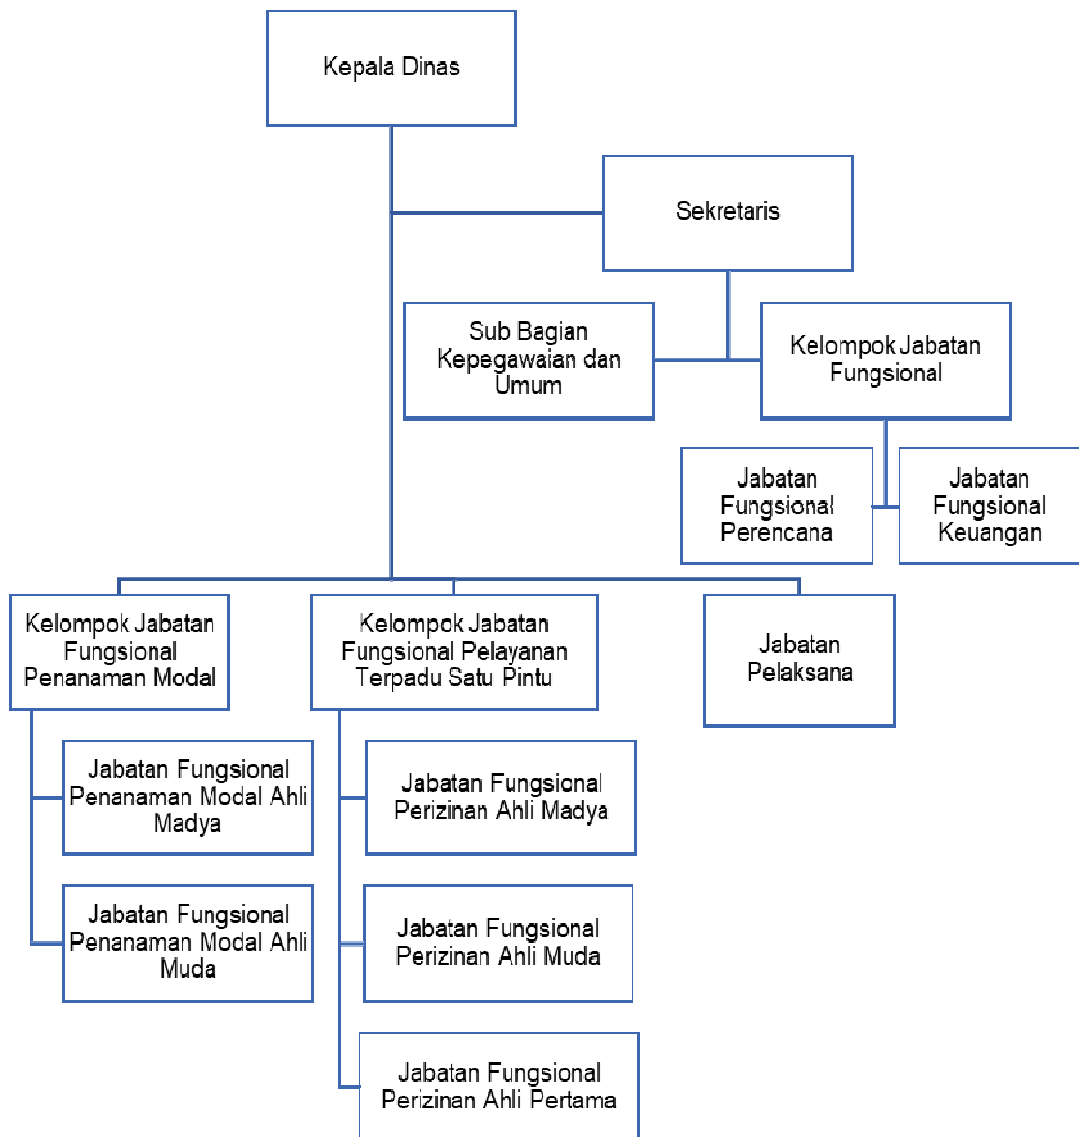 Kepala Dinas
Sekretaris
Sub Bagian
Kepegawaian dan
Umum
Kelompok Jabatan
Fungsional
Jabatan
Fungsional
Perencana
Jabatan
Fungsional
Keuangan
Kelompok Jabatan
Fungsional
Penanaman Modal
Kelompok Jabatan
Fungsional Pelayanan
Terpadu Satu Pintu
Jabatan
Pelaksana
Jabatan Fungsional
Penanaman Modal Ahli
Madya
Jabatan Fungsional
Penanaman Modal Ahli
Muda
Jabatan Fungsional
Perizinan Ahli Madya
Jabatan Fungsional
Perizinan Ahli Muda
Jabatan Fungsional
Perizinan Ahli Pertama